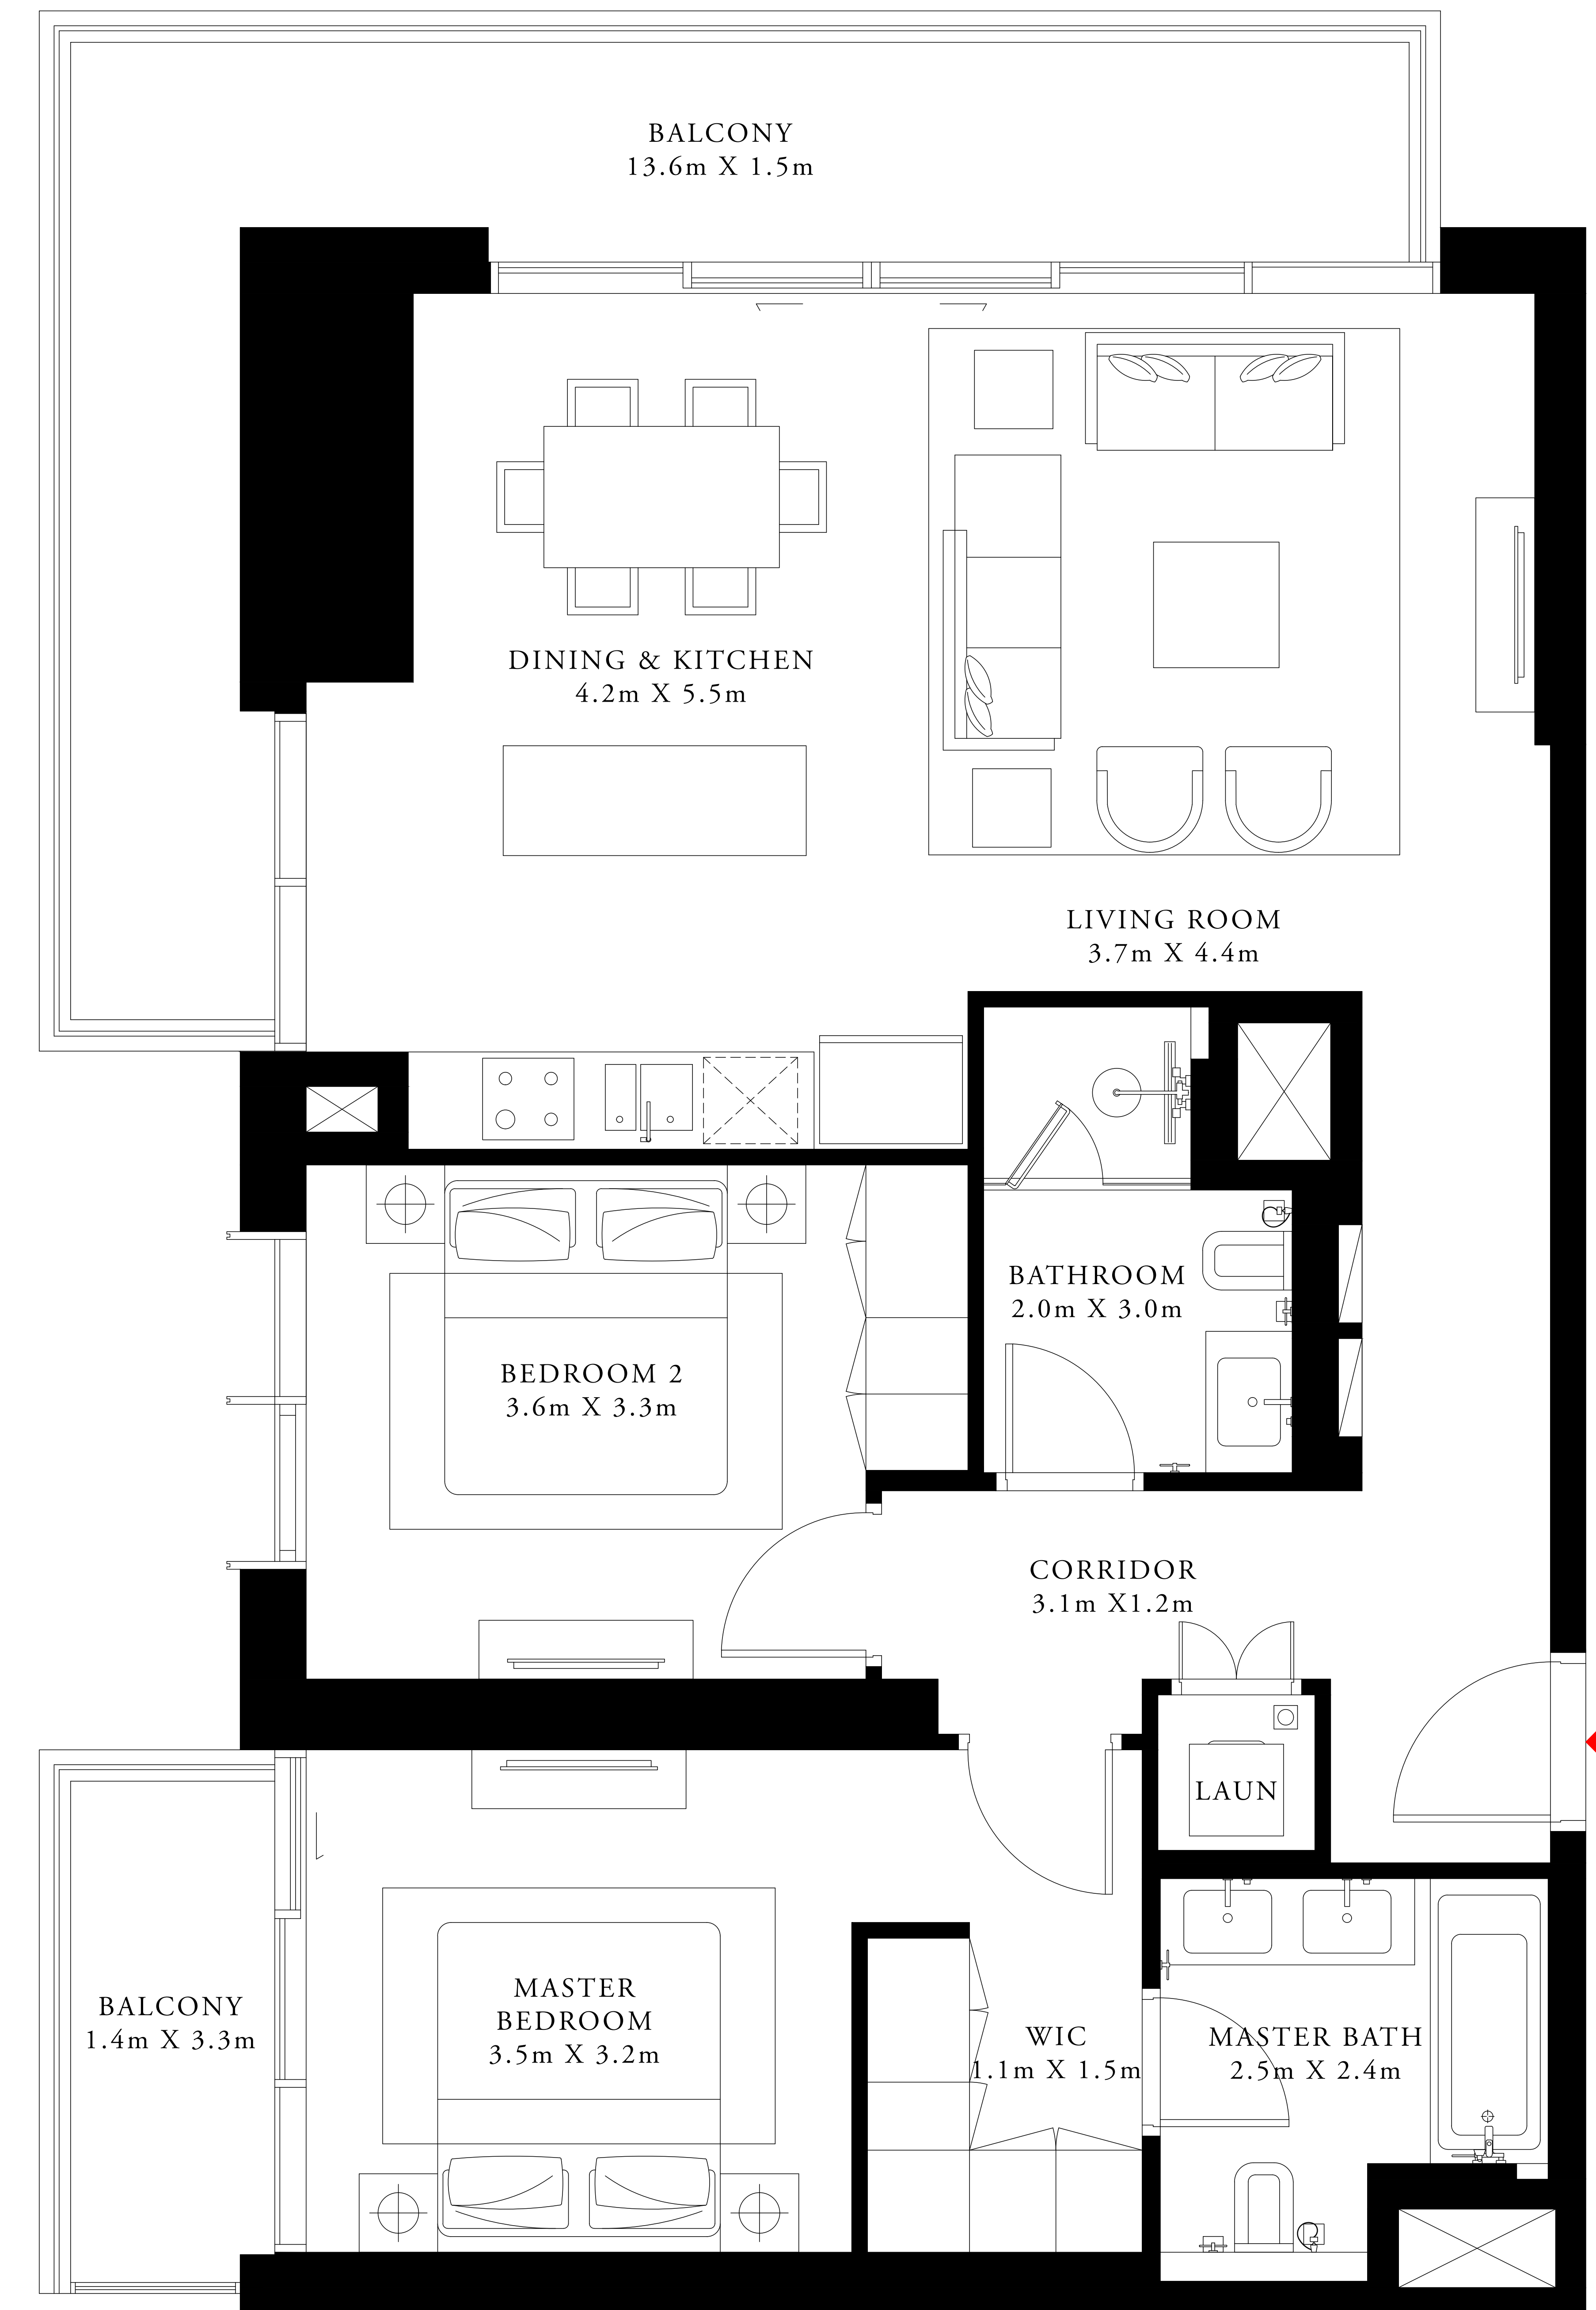 BALCONY
13.6m X 1.5m
DINING & KITCHEN
4.2m X 5.5m
LIVING ROOM
3.7m X 4.4m
BATHROOM
2.0m X 3.0m
BEDROOM 2
3.6m X 3.3m
CORRIDOR
3.1m X1.2m
LAUN
MASTER
BEDROOM
3.5m X 3.2m
BALCONY
1.4m X 3.3m
WIC
1.1m X 1.5m
MASTER BATH
2.5m X 2.4m